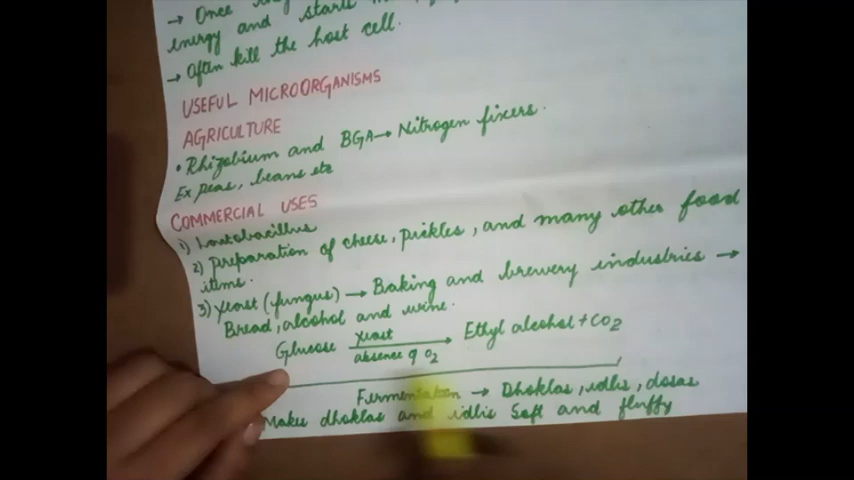 → Once
energy and starts
→ Often kill the host cell.
USEFUL MICROORGANISMS
AGRICULTURE
• Rhizobium and BGA → Nitrogen fixers.
Ex peas, beans etc
COMMERCIAL USES
1) Lactobacillus
2) Preparation of cheese, pickles, and many other food
items.
3) Yeast (fungus) → Baking and brewery industries →
Bread, alcohol and wine.
Glucose yeast → Ethyl alcohol + CO2
absence of O2
Fermentation → Dhoklas, idlis, dosas
Makes dhoklas and idlis Soft and fluffy